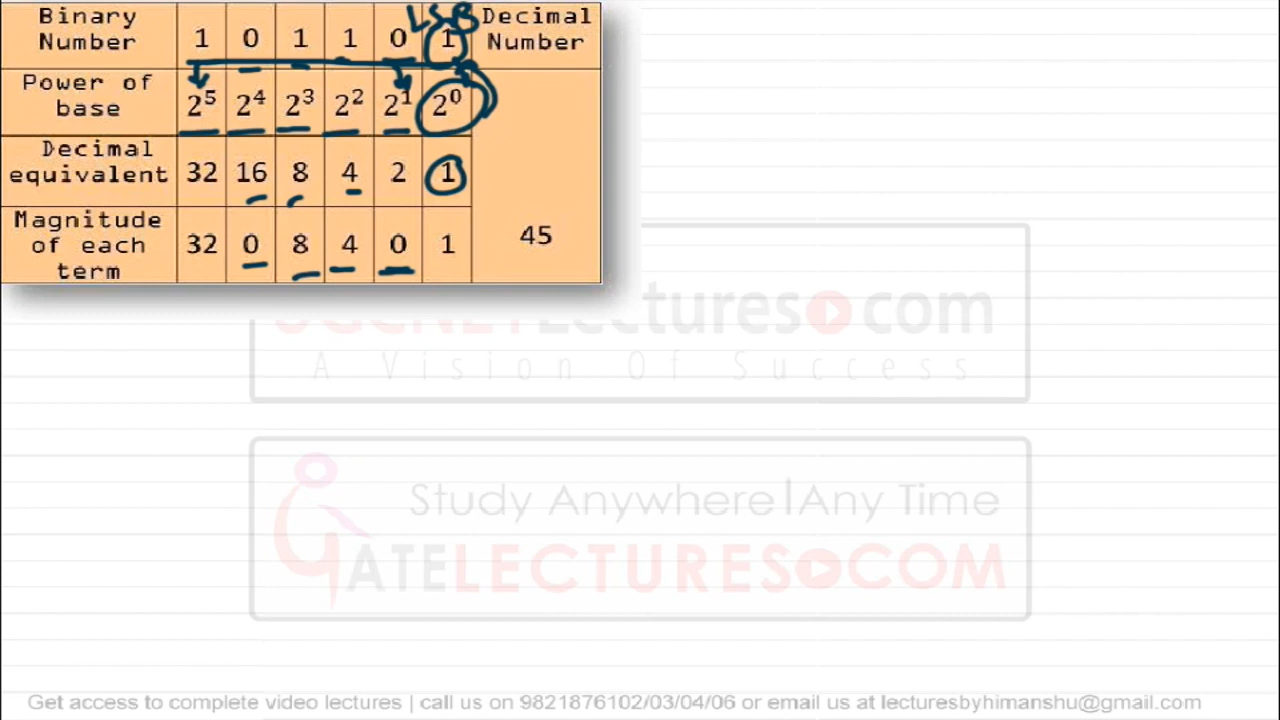 LSB
Binary Number 1 0 1 1 0 1 Decimal Number
Power of base 2⁵ 2⁴ 2³ 2² 2¹ 2⁰
Decimal equivalent 32 16 8 4 2 1
Magnitude of each term 32 0 8 4 0 1 45
Lectures.com
A Vision Of Success
Study Anywhere|Any Time
GATELECTURES.COM
Get access to complete video lectures | call us on 9821876102/03/04/06 or email us at lecturesbyhimanshu@gmail.com